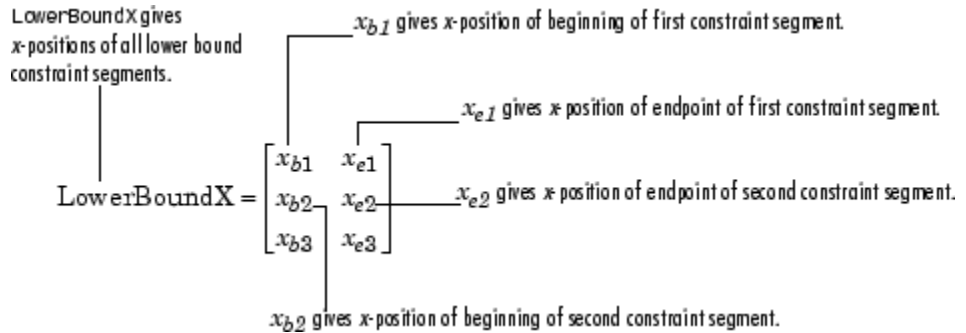 LowerBoundX gives
x-positions of all lower bound
constraint segments.
x_b1 gives x-position of beginning of first constraint segment.
x_e1 gives x-position of endpoint of first constraint segment.
LowerBoundX = [ x_b1 x_e1
x_b2 x_e2
x_b3 x_e3 ]
x_e2 gives x-position of endpoint of second constraint segment.
x_b2 gives x-position of beginning of second constraint segment.